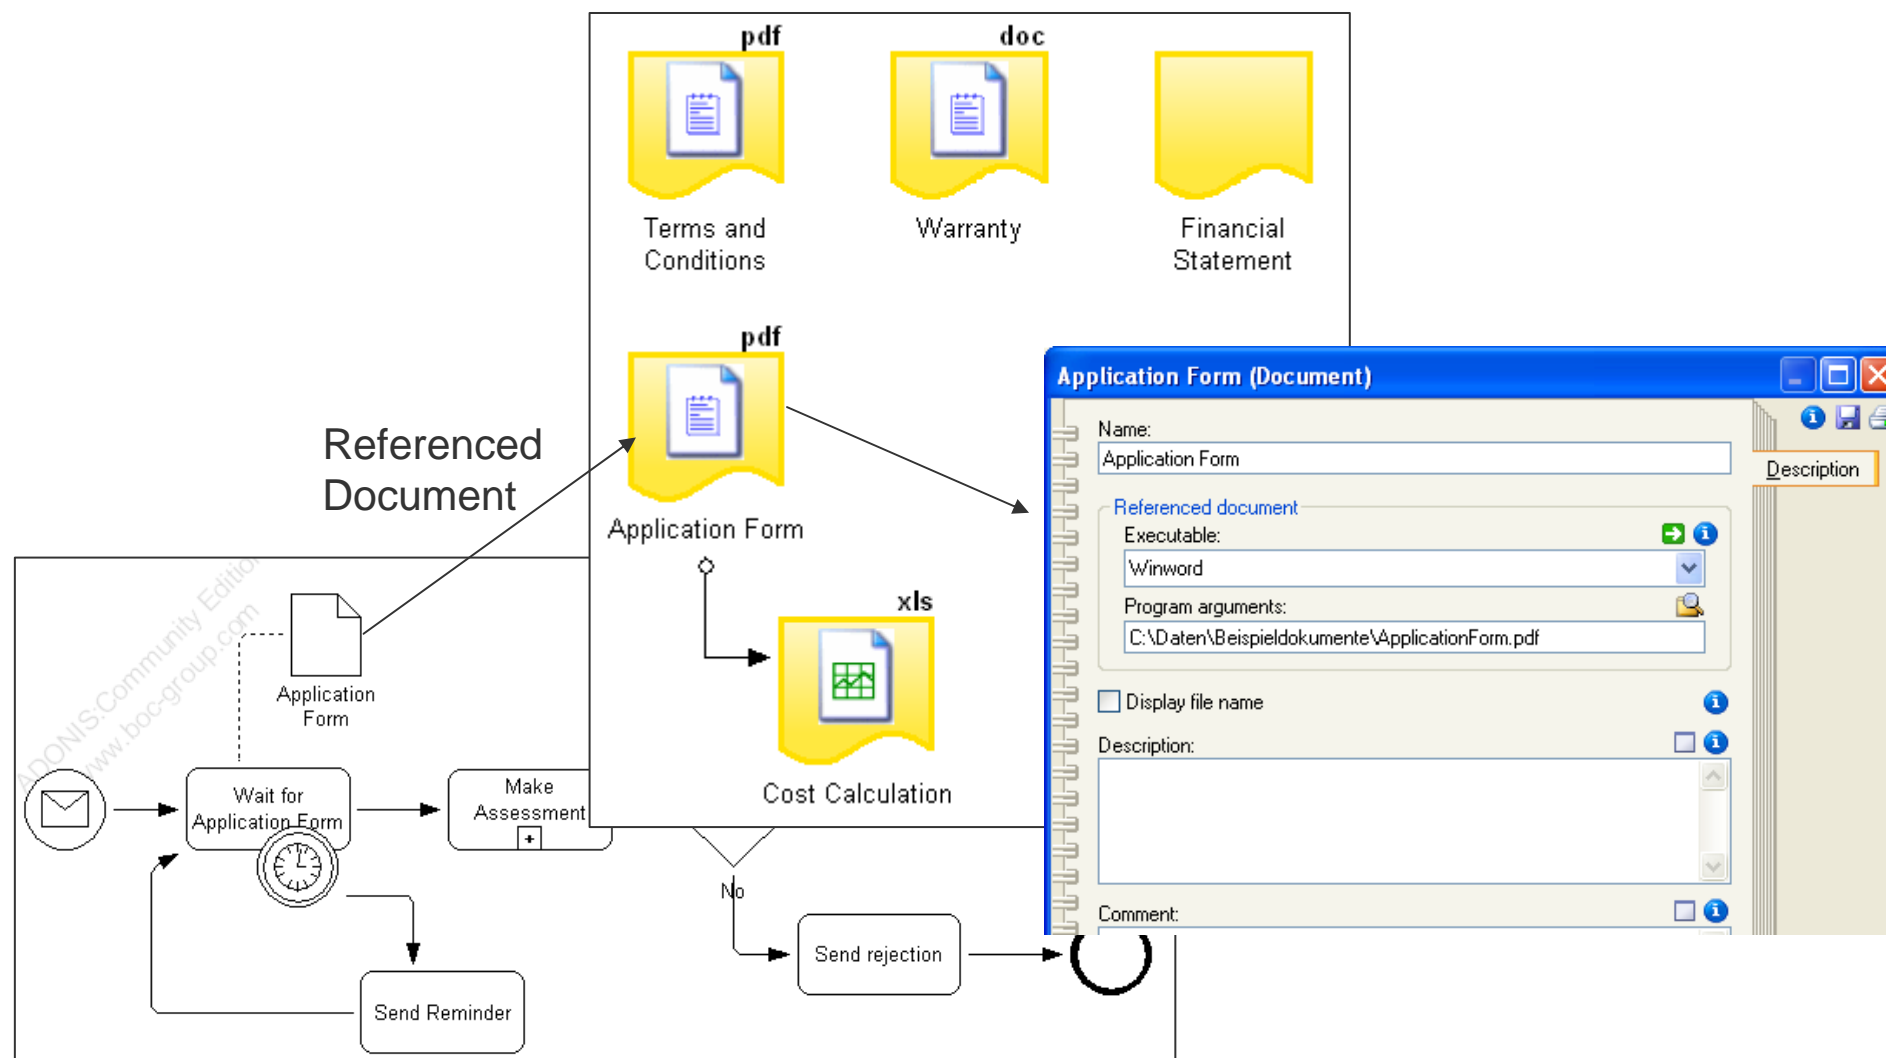 pdf
doc
Terms and
Conditions
Warranty
Financial
Statement
pdf
Referenced
Document
Application Form
xls
Cost Calculation
Application Form (Document)
Name:
Application Form
Description
Referenced document
Executable:
Winword
Program arguments:
C:\Daten\Beispieldokumente\ApplicationForm.pdf
Display file name
Description:
Comment:
ADONIS:Community Edition
www.boc-group.com
Application
Form
Wait for
Application Form
Make
Assessment
No
Send rejection
Send Reminder